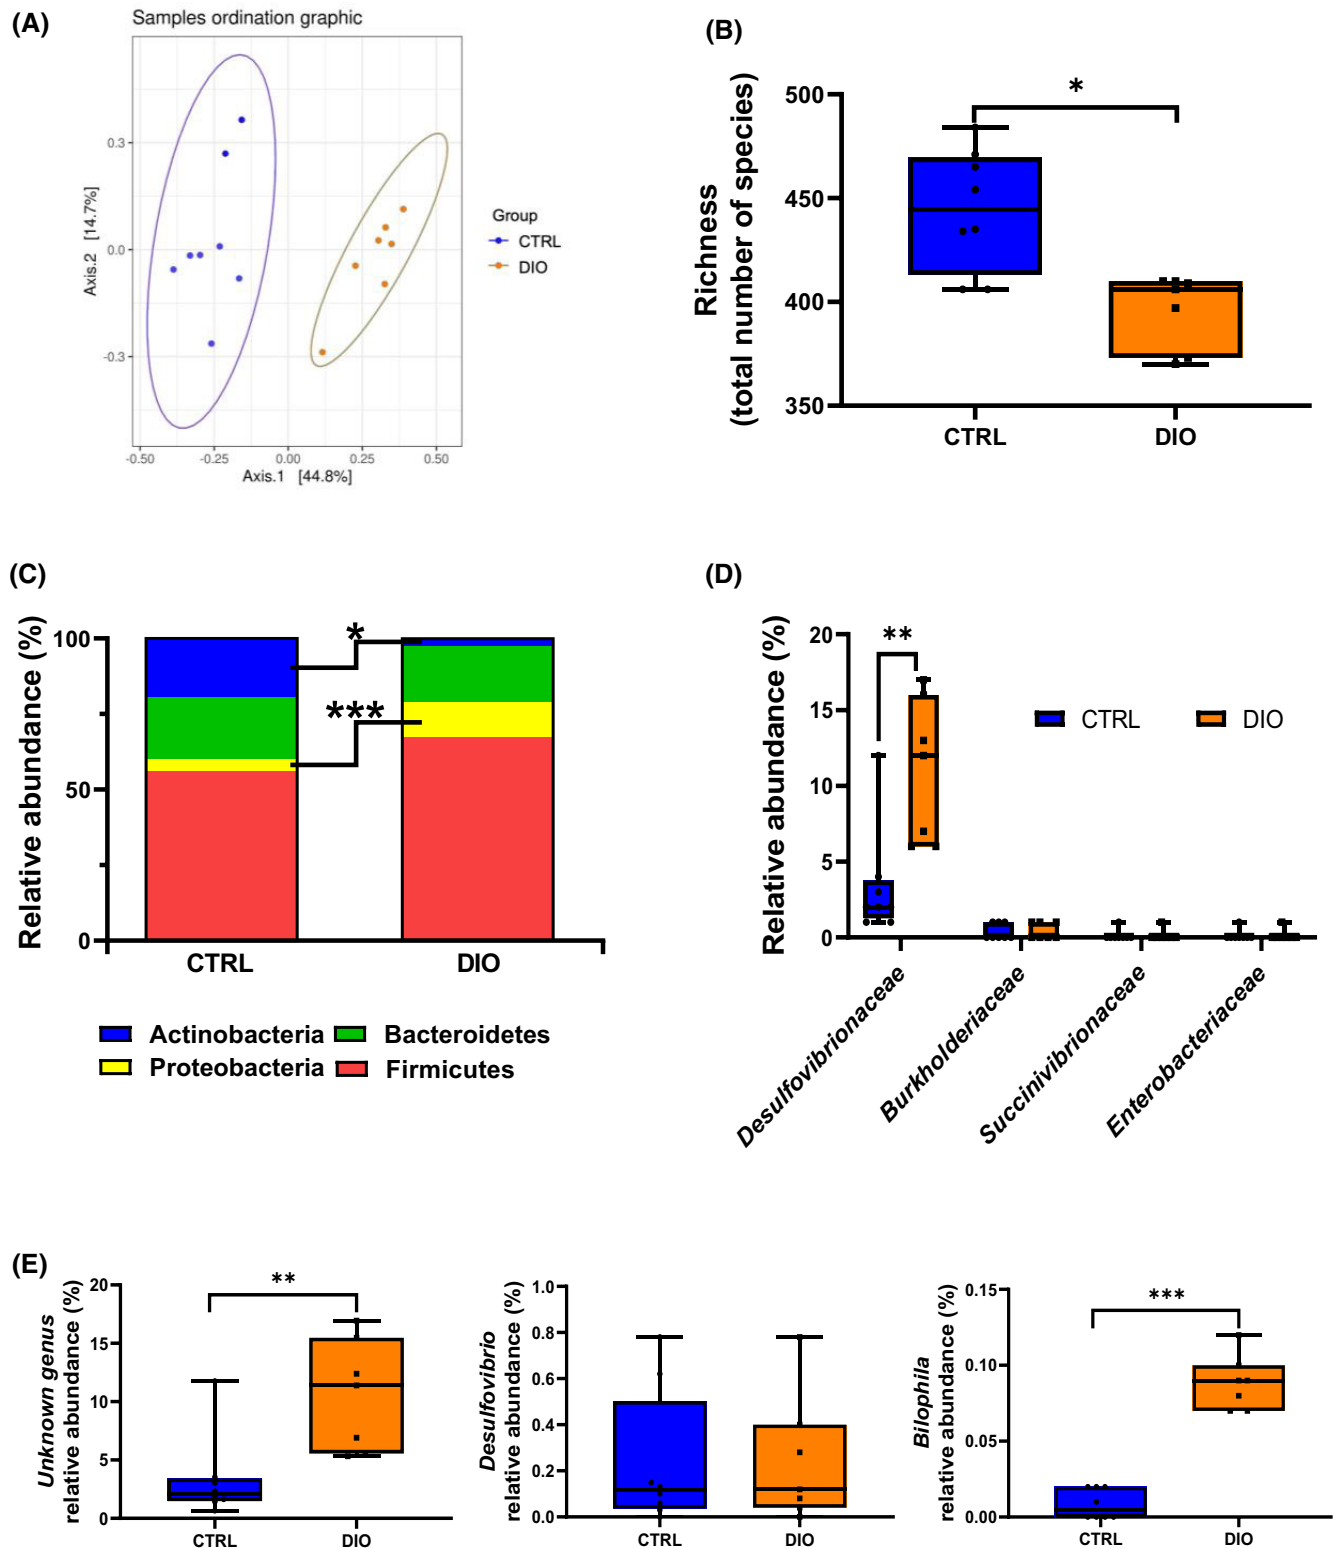 (A)
Samples ordination graphic
0.3
0.0
-0.3
Axis.2 [14.7%]
-0.50
-0.25
0.00
0.25
0.50
Axis.1 [44.8%]
Group
CTRL
DIO
(B)
Richness
(total number of species)
500
450
400
350
*
CTRL
DIO
(C)
Relative abundance (%)
100
50
0
*
***
CTRL
DIO
Actinobacteria
Bacteroidetes
Proteobacteria
Firmicutes
(D)
Relative abundance (%)
20
15
10
5
0
**
CTRL
DIO
Desulfovibrionaceae
Burkholderiaceae
Succinivibrionaceae
Enterobacteriaceae
(E)
Unknown genus
relative abundance (%)
20
15
10
5
0
**
CTRL
DIO
Desulfovibrio
relative abundance (%)
1.0
0.8
0.6
0.4
0.2
0.0
CTRL
DIO
Bilophila
relative abundance (%)
0.15
0.10
0.05
0.00
***
CTRL
DIO